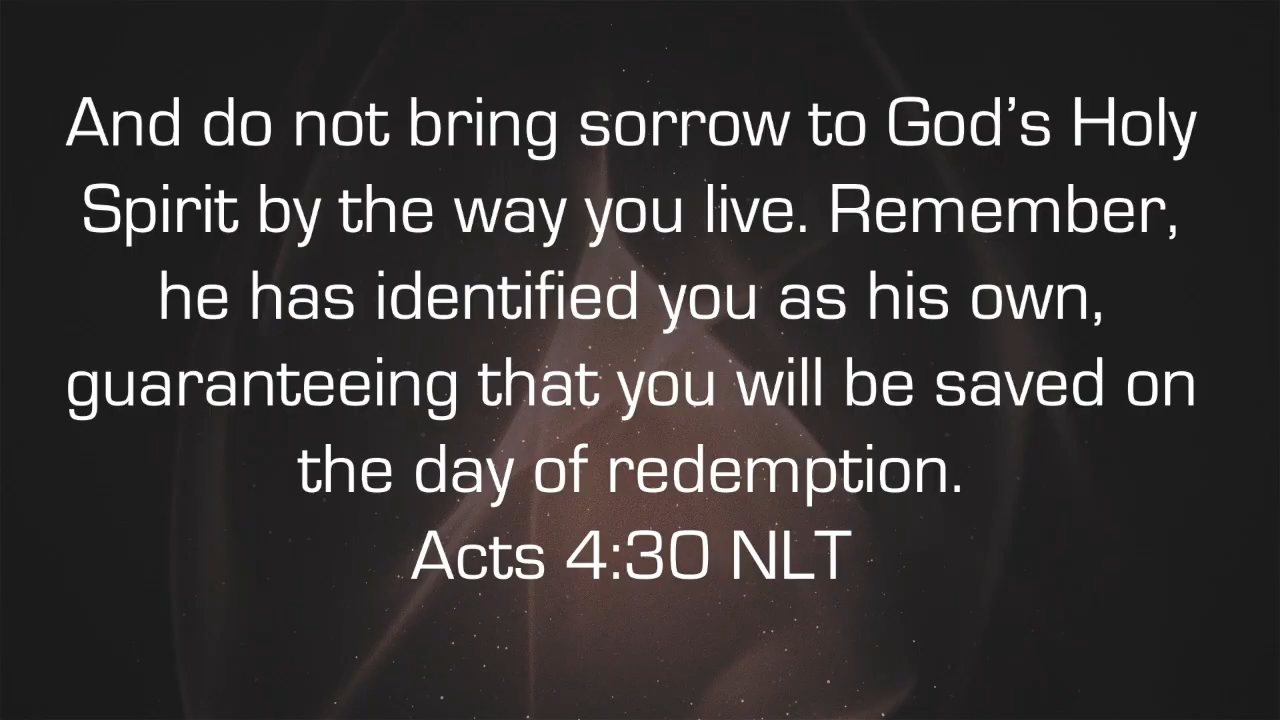 And do not bring sorrow to God’s Holy
Spirit by the way you live. Remember,
he has identified you as his own,
guaranteeing that you will be saved on
the day of redemption.
Acts 4:30 NLT